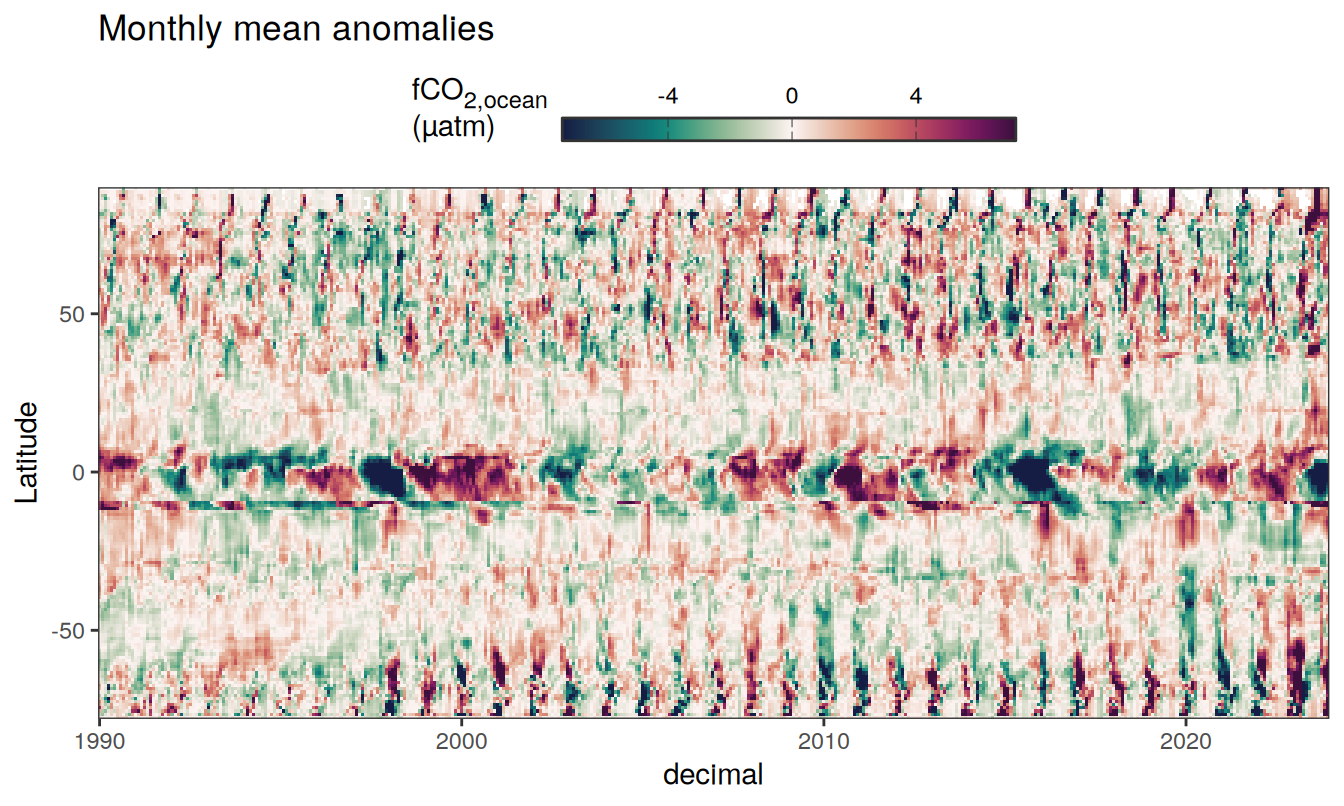 Monthly mean anomalies
fCO2,ocean
(µatm)
-4 0 4
Latitude
50
0
-50
1990 2000 2010 2020
decimal